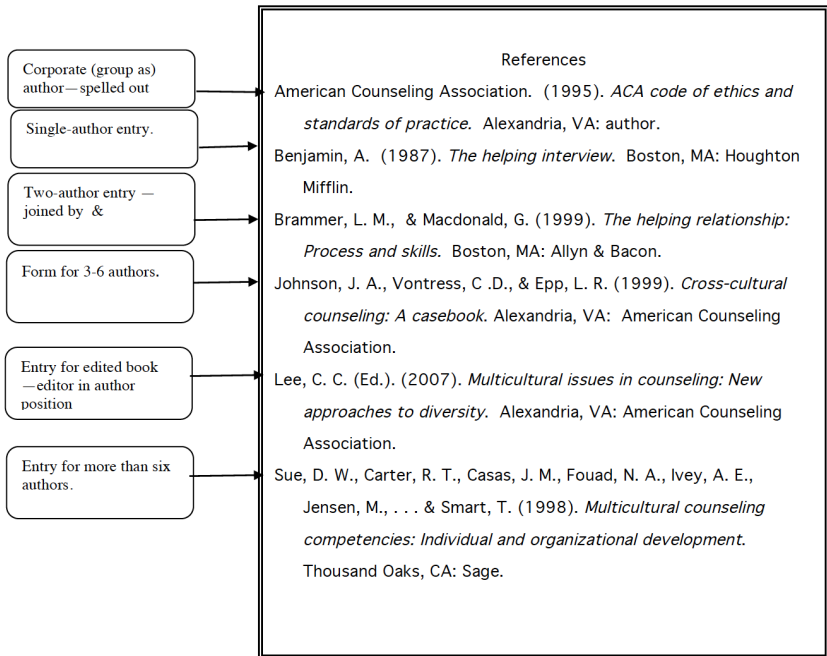 References
Corporate (group as)
author—spelled out
American Counseling Association. (1995). ACA code of ethics and
standards of practice. Alexandria, VA: author.
Single-author entry.
Benjamin, A. (1987). The helping interview. Boston, MA: Houghton
Mifflin.
Two-author entry —
joined by &
Brammer, L. M., & Macdonald, G. (1999). The helping relationship:
Process and skills. Boston, MA: Allyn & Bacon.
Form for 3-6 authors.
Johnson, J. A., Vontress, C .D., & Epp, L. R. (1999). Cross-cultural
counseling: A casebook. Alexandria, VA: American Counseling
Association.
Entry for edited book
—editor in author
position
Lee, C. C. (Ed.). (2007). Multicultural issues in counseling: New
approaches to diversity. Alexandria, VA: American Counseling
Association.
Entry for more than six
authors.
Sue, D. W., Carter, R. T., Casas, J. M., Fouad, N. A., Ivey, A. E.,
Jensen, M., . . . & Smart, T. (1998). Multicultural counseling
competencies: Individual and organizational development.
Thousand Oaks, CA: Sage.